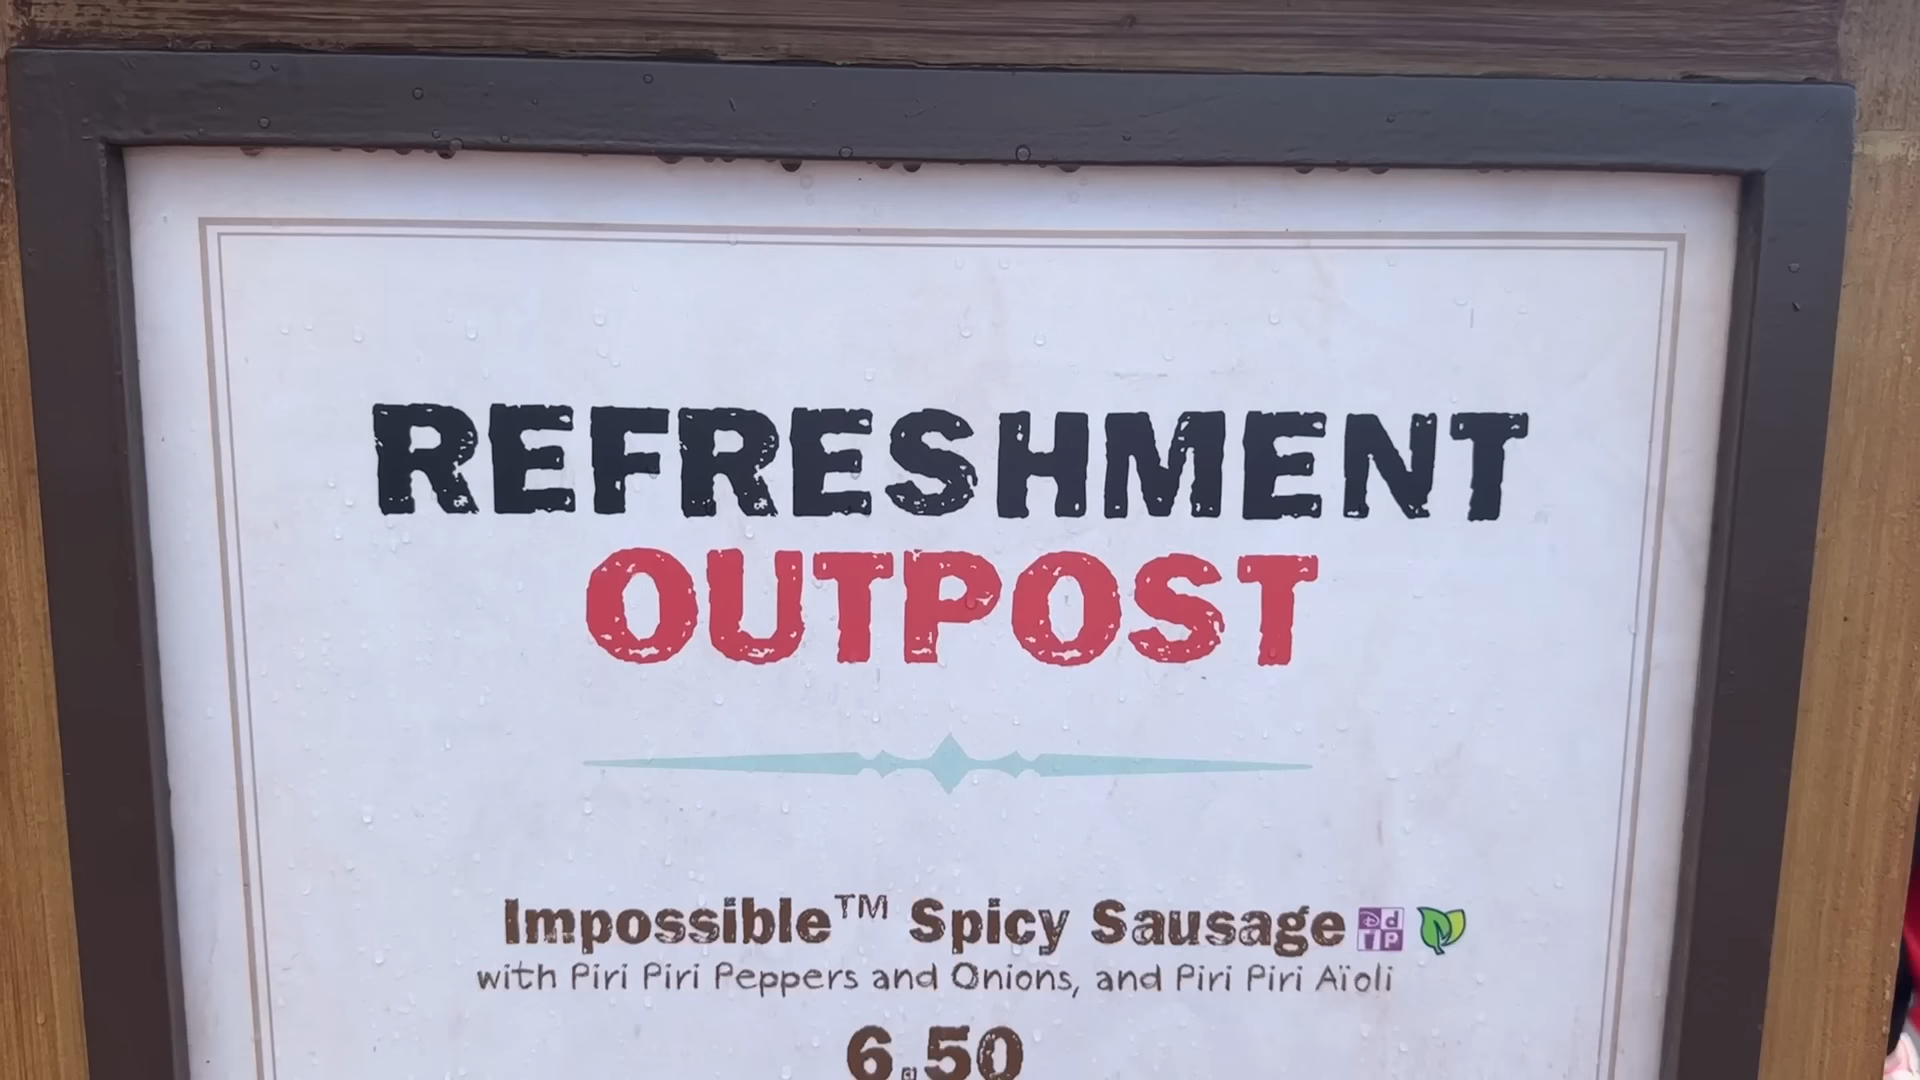 REFRESHMENT
OUTPOST
Impossible™ Spicy Sausage
with Piri Piri Peppers and Onions, and Piri Piri Aïoli
6.50